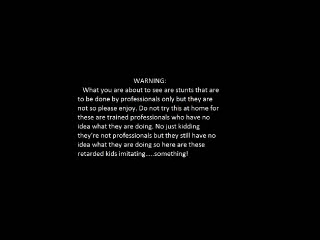 WARNING:
What you are about to see are stunts that are
to be done by professionals only but they are
not so please enjoy. Do not try this at home for
these are trained professionals who have no
idea what they are doing. No just kidding
they're not professionals but they still have no
idea what they are doing so here are these
retarded kids imitating.....something!